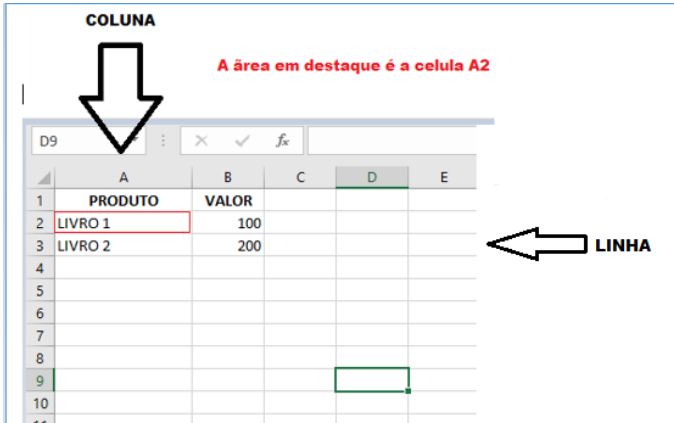 COLUNA
A ãrea em destaque é a celula A2
D9 fx
A B C D E
1 PRODUTO VALOR
2 LIVRO 1 100
3 LIVRO 2 200
LINHA
4
5
6
7
8
9
10